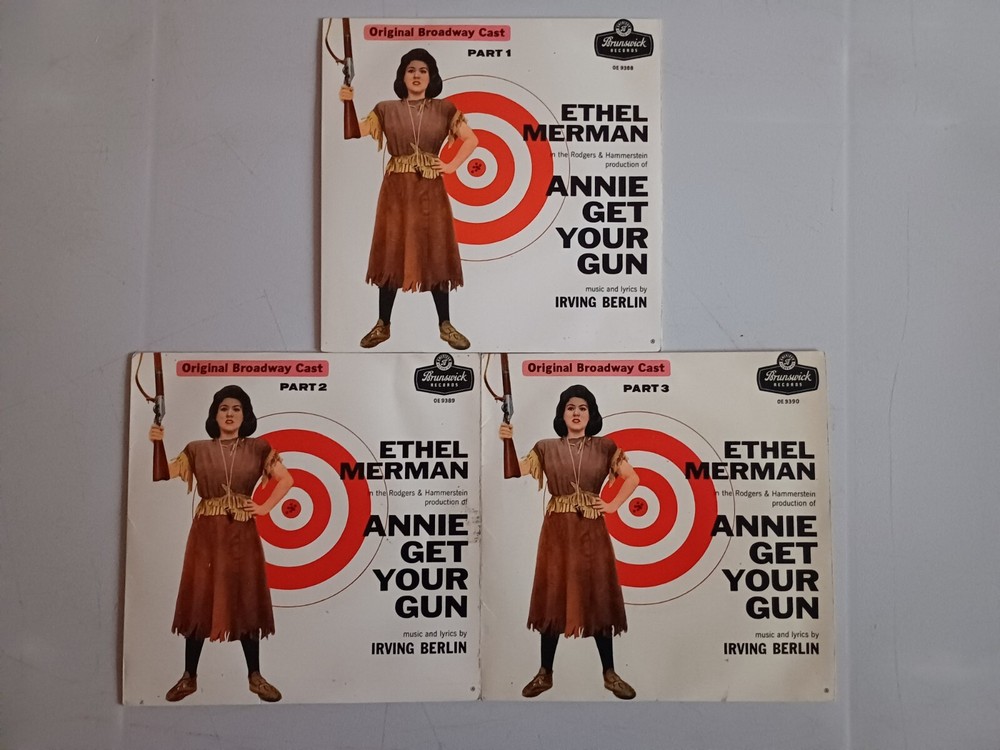 Original Broadway Cast
PART 1
Brunswick
RECORDS
OE 9388
ETHEL
MERMAN
in the Rodgers & Hammerstein
production of
ANNIE
GET
YOUR
GUN
music and lyrics by
IRVING BERLIN
Original Broadway Cast
PART 2
Brunswick
RECORDS
OE 9389
ETHEL
MERMAN
in the Rodgers & Hammerstein
production of
ANNIE
GET
YOUR
GUN
music and lyrics by
IRVING BERLIN
Original Broadway Cast
PART 3
Brunswick
RECORDS
OE 9390
ETHEL
MERMAN
in the Rodgers & Hammerstein
production of
ANNIE
GET
YOUR
GUN
music and lyrics by
IRVING BERLIN